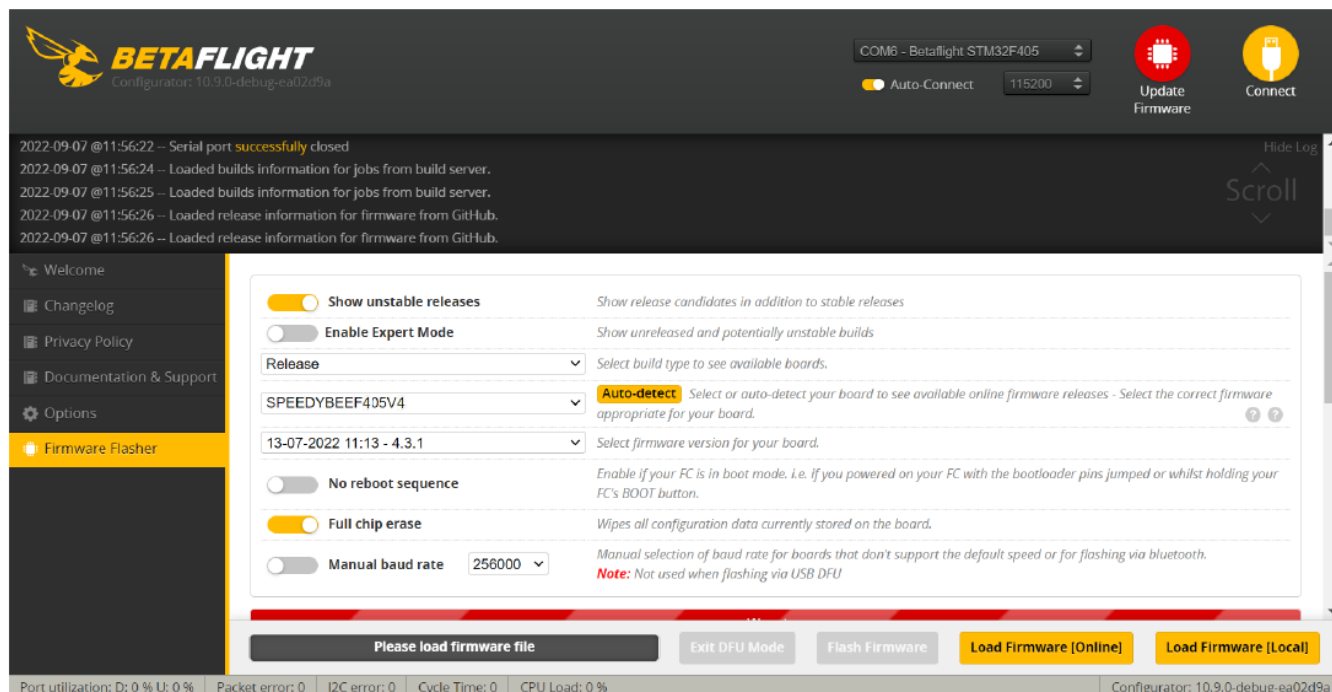 BETAFLIGHT
Configurator: 10.9.0-debug-ea02d9a
COM6 - Betaflight STM32F405
Auto-Connect
115200
Update
Firmware
Connect
2022-09-07 @11:56:22 -- Serial port successfully closed
Hide Log
2022-09-07 @11:56:24 -- Loaded builds information for jobs from build server.
2022-09-07 @11:56:25 -- Loaded builds information for jobs from build server.
Scroll
2022-09-07 @11:56:26 -- Loaded release information for firmware from GitHub.
2022-09-07 @11:56:26 -- Loaded release information for firmware from GitHub.
Welcome
Changelog
Privacy Policy
Documentation & Support
Options
Firmware Flasher
Show unstable releases
Show release candidates in addition to stable releases
Enable Expert Mode
Show unreleased and potentially unstable builds
Release
Select build type to see available boards.
SPEEDYBEEF405V4
Auto-detect Select or auto-detect your board to see available online firmware releases - Select the correct firmware
appropriate for your board.
? ?
13-07-2022 11:13 - 4.3.1
Select firmware version for your board.
No reboot sequence
Enable if your FC is in boot mode. i.e. if you powered on your FC with the bootloader pins jumped or whilst holding your
FC's BOOT button.
Full chip erase
Wipes all configuration data currently stored on the board.
Manual baud rate
256000
Manual selection of baud rate for boards that don't support the default speed or for flashing via bluetooth.
Note: Not used when flashing via USB DFU
Please load firmware file
Exit DFU Mode
Flash Firmware
Load Firmware [Online]
Load Firmware [Local]
Port utilization: D: 0 % U: 0 %
Packet error: 0
I2C error: 0
Cycle Time: 0
CPU Load: 0 %
Configurator: 10.9.0-debug-ea02d9a